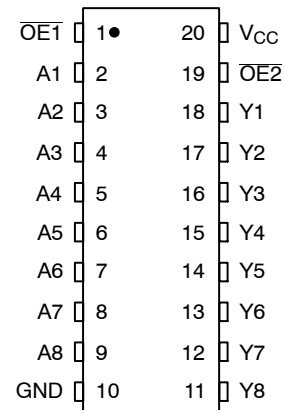 OE1 1 20 VCC
A1 2 19 OE2
A2 3 18 Y1
A3 4 17 Y2
A4 5 16 Y3
A5 6 15 Y4
A6 7 14 Y5
A7 8 13 Y6
A8 9 12 Y7
GND 10 11 Y8